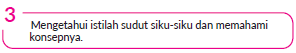 3
Mengetahui istilah sudut siku-siku dan memahami
konsepnya.